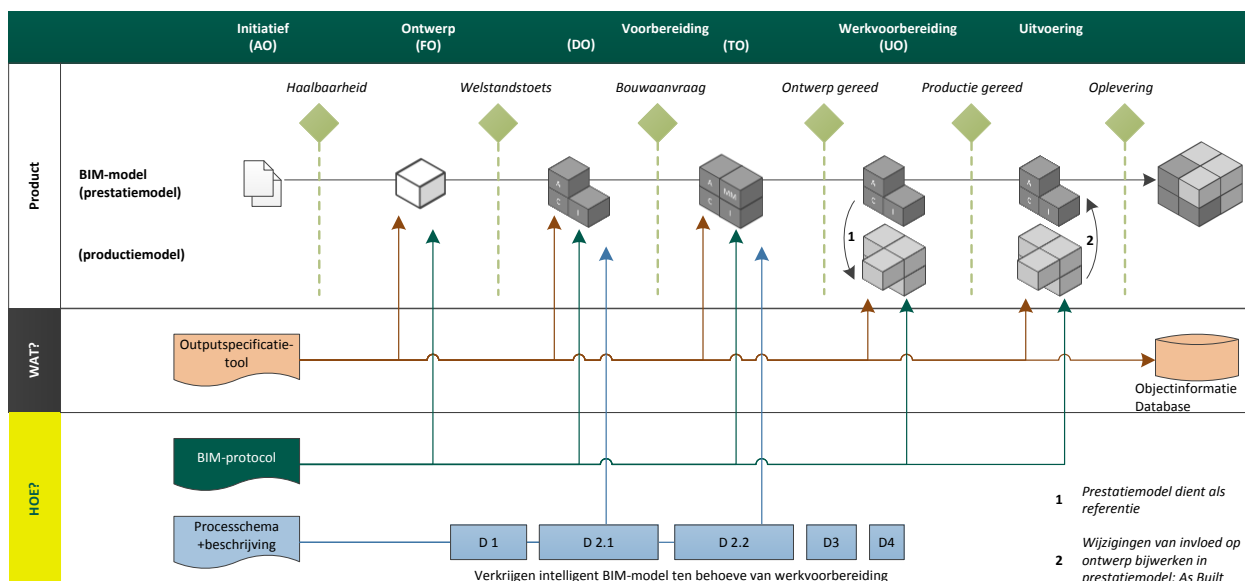 Initiatief
(AO)
Ontwerp
(FO)
Voorbereiding
(DO)
(TO)
Werkvoorbereiding
(UO)
Uitvoering
Product
Haalbaarheid
Welstandstoets
Bouwaanvraag
Ontwerp gereed
Productie gereed
Oplevering
BIM-model
(prestatiemodel)
A
C I
A MM
C I
A
C I
A
C I
(productiemodel)
1
2
WAT?
Outputspecificatie-
tool
Objectinformatie
Database
HOE?
BIM-protocol
Processchema
+beschrijving
D 1
D 2.1
D 2.2
D3
D4
Verkrijgen intelligent BIM-model ten behoeve van werkvoorbereiding
1 Prestatiemodel dient als
referentie
2 Wijzigingen van invloed op
ontwerp bijwerken in
prestatiemodel: As Built